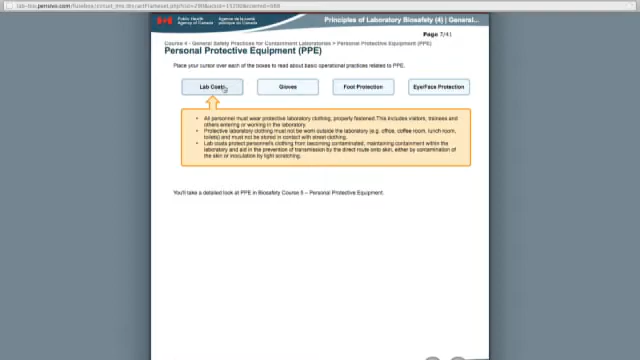 Public Health
Agency of Canada
Agence de la santé
publique du Canada
Principles of Laboratory Biosafety (4) | General...
Page 7/41
Course 4 - General Safety Practices for Containment Laboratories > Personal Protective Equipment (PPE)
Personal Protective Equipment (PPE)
Place your cursor over each of the boxes to read about basic operational practices related to PPE.
Lab Coats
Gloves
Foot Protection
Eye/Face Protection
• All personnel must wear protective laboratory clothing, properly fastened. This includes visitors, trainees and
others entering or working in the laboratory.
• Protective laboratory clothing must not be worn outside the laboratory (e.g. office, coffee room, lunch room,
toilets) and must not be stored in contact with street clothing.
• Lab coats protect personnel's clothing from becoming contaminated, maintaining containment within the
laboratory and aid in the prevention of transmission by the direct route onto skin, either by contamination of
the skin or inoculation by light scratching.
You'll take a detailed look at PPE in Biosafety Course 5 – Personal Protective Equipment.